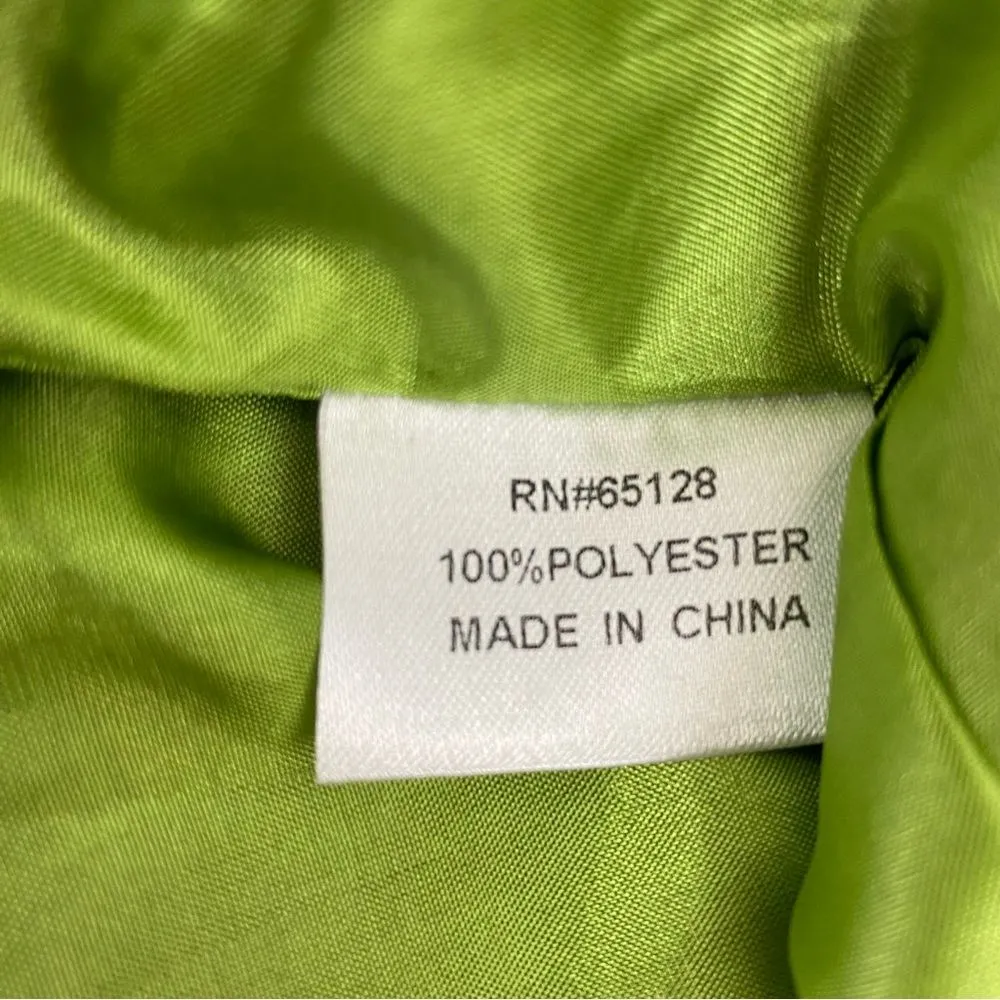 RN#65128
100%POLYESTER
MADE IN CHINA